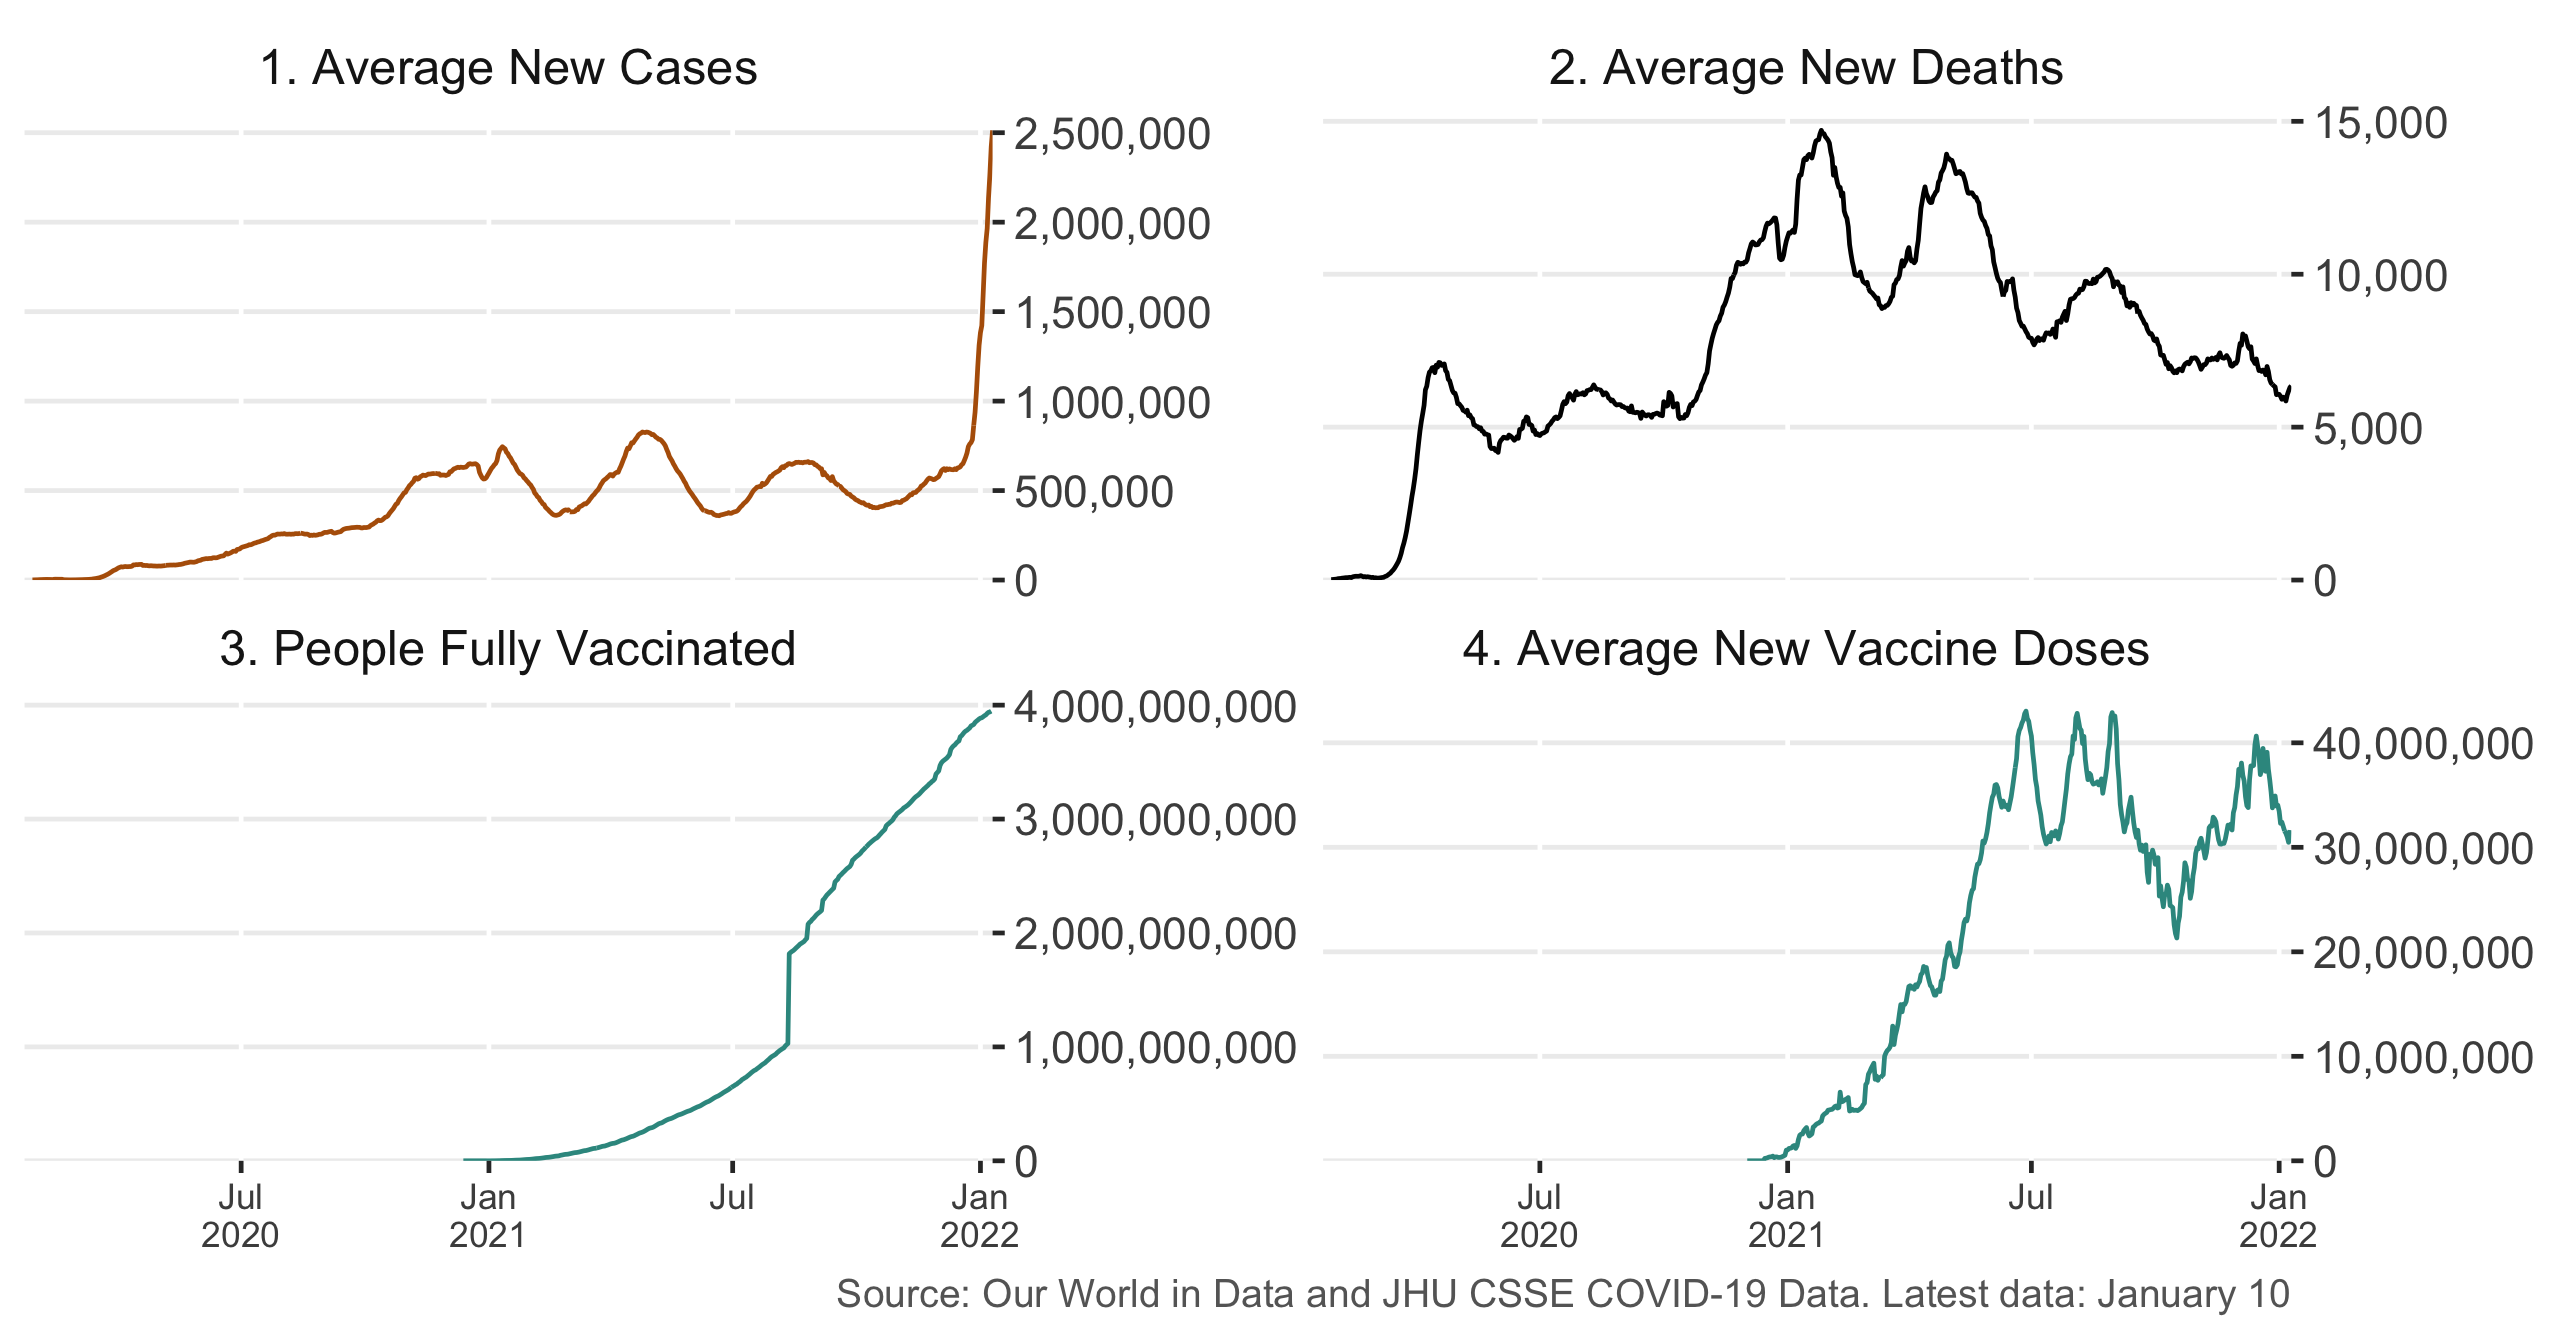 1. Average New Cases
2,500,000
2,000,000
1,500,000
1,000,000
500,000
0
2. Average New Deaths
15,000
10,000
5,000
0
3. People Fully Vaccinated
4,000,000,000
3,000,000,000
2,000,000,000
1,000,000,000
0
Jul Jan Jul Jan
2020 2021 2022
4. Average New Vaccine Doses
40,000,000
30,000,000
20,000,000
10,000,000
0
Jul Jan Jul Jan
2020 2021 2022
Source: Our World in Data and JHU CSSE COVID-19 Data. Latest data: January 10